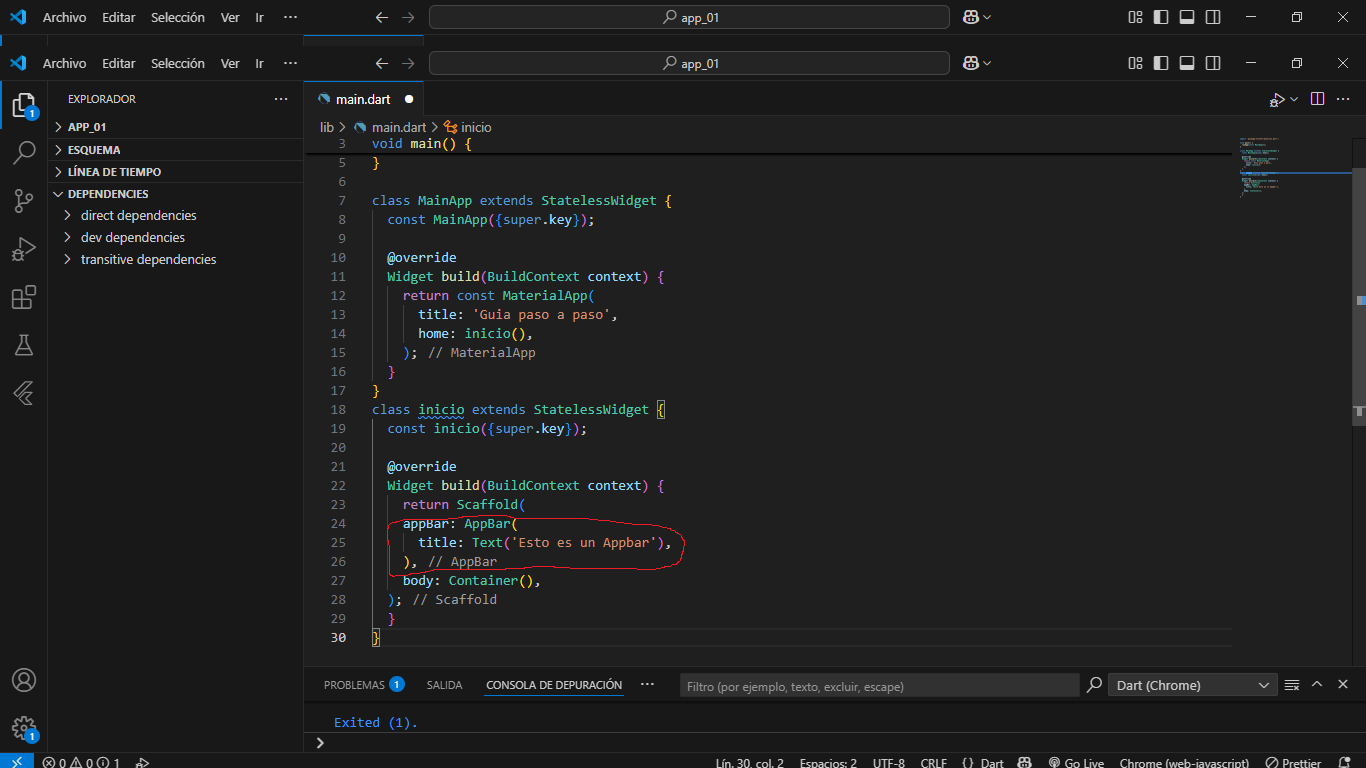 Archivo Editar Selección Ver Ir ··· app_01
Archivo Editar Selección Ver Ir ··· app_01
EXPLORADOR ···
APP_01
ESQUEMA
LÍNEA DE TIEMPO
DEPENDENCIES
direct dependencies
dev dependencies
transitive dependencies
1
1
main.dart
lib > main.dart > inicio
3 void main() {
5 }
6
7 class MainApp extends StatelessWidget {
8 const MainApp({super.key});
9
10 @override
11 Widget build(BuildContext context) {
12 return const MaterialApp(
13 title: 'Guia paso a paso',
14 home: inicio(),
15 ); // MaterialApp
16 }
17 }
18 class inicio extends StatelessWidget {
19 const inicio({super.key});
20
21 @override
22 Widget build(BuildContext context) {
23 return Scaffold(
24 appBar: AppBar(
25 title: Text('Esto es un Appbar'),
26 ), // AppBar
27 body: Container(),
28 ); // Scaffold
29 }
30 }
PROBLEMAS 1 SALIDA CONSOLA DE DEPURACIÓN ··· Filtro (por ejemplo, texto, excluir, escape) Dart (Chrome)
Exited (1).
>
0 0 1 Lín. 30, col. 2 Espacios: 2 UTF-8 CRLF {} Dart Go Live Chrome (web-javascript) Prettier